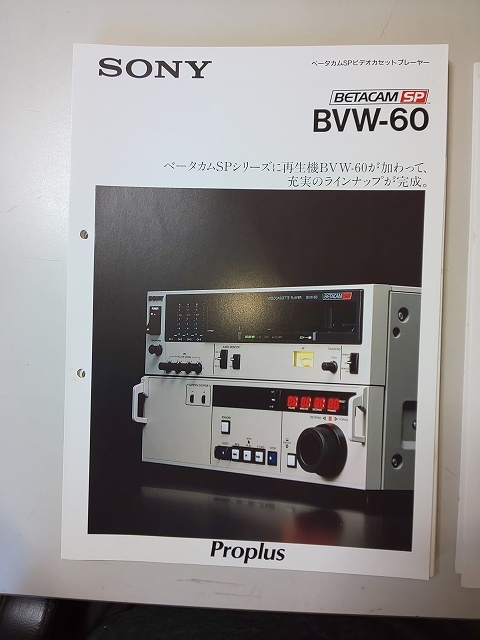 SONY
ベータカムSPビデオカセットプレーヤー
BETACAM SP
BVW-60
ベータカムSPシリーズに再生機BVW-60が加わって、
充実のラインナップが完成。
SONY
VIDEOCASSETTE PLAYER BVW-60
BETACAM SP
Proplus